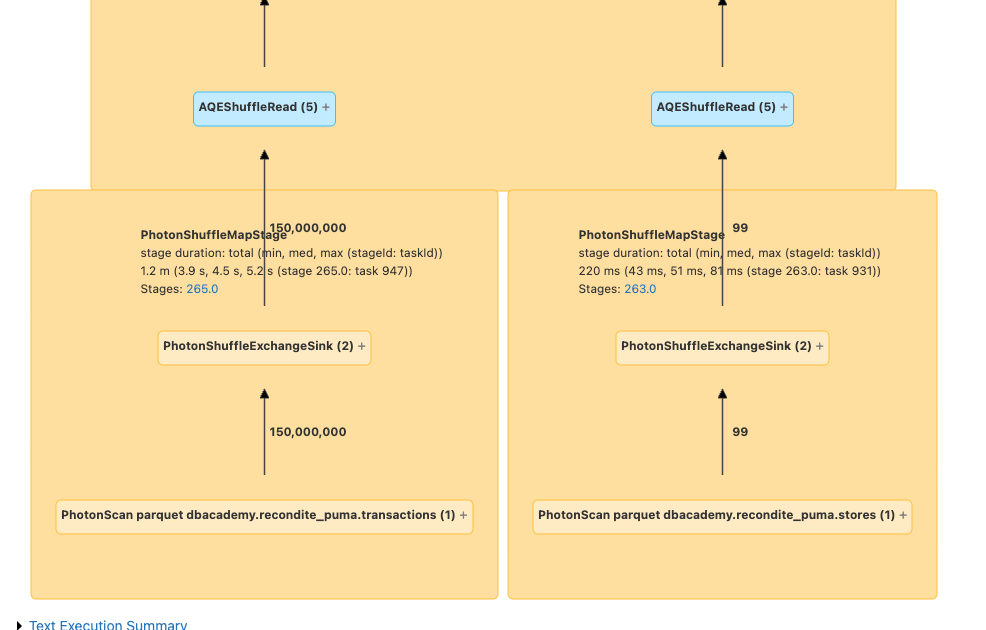 AQEShuffleRead (5) +
AQEShuffleRead (5) +
150,000,000
PhotonShuffleMapStage
stage duration: total (min, med, max (stageId: taskId))
1.2 m (3.9 s, 4.5 s, 5.2 s (stage 265.0: task 947))
Stages: 265.0
99
PhotonShuffleMapStage
stage duration: total (min, med, max (stageId: taskId))
220 ms (43 ms, 51 ms, 81 ms (stage 263.0: task 931))
Stages: 263.0
PhotonShuffleExchangeSink (2) +
PhotonShuffleExchangeSink (2) +
150,000,000
99
PhotonScan parquet dbacademy.recondite_puma.transactions (1) +
PhotonScan parquet dbacademy.recondite_puma.stores (1) +
Text Execution Summary